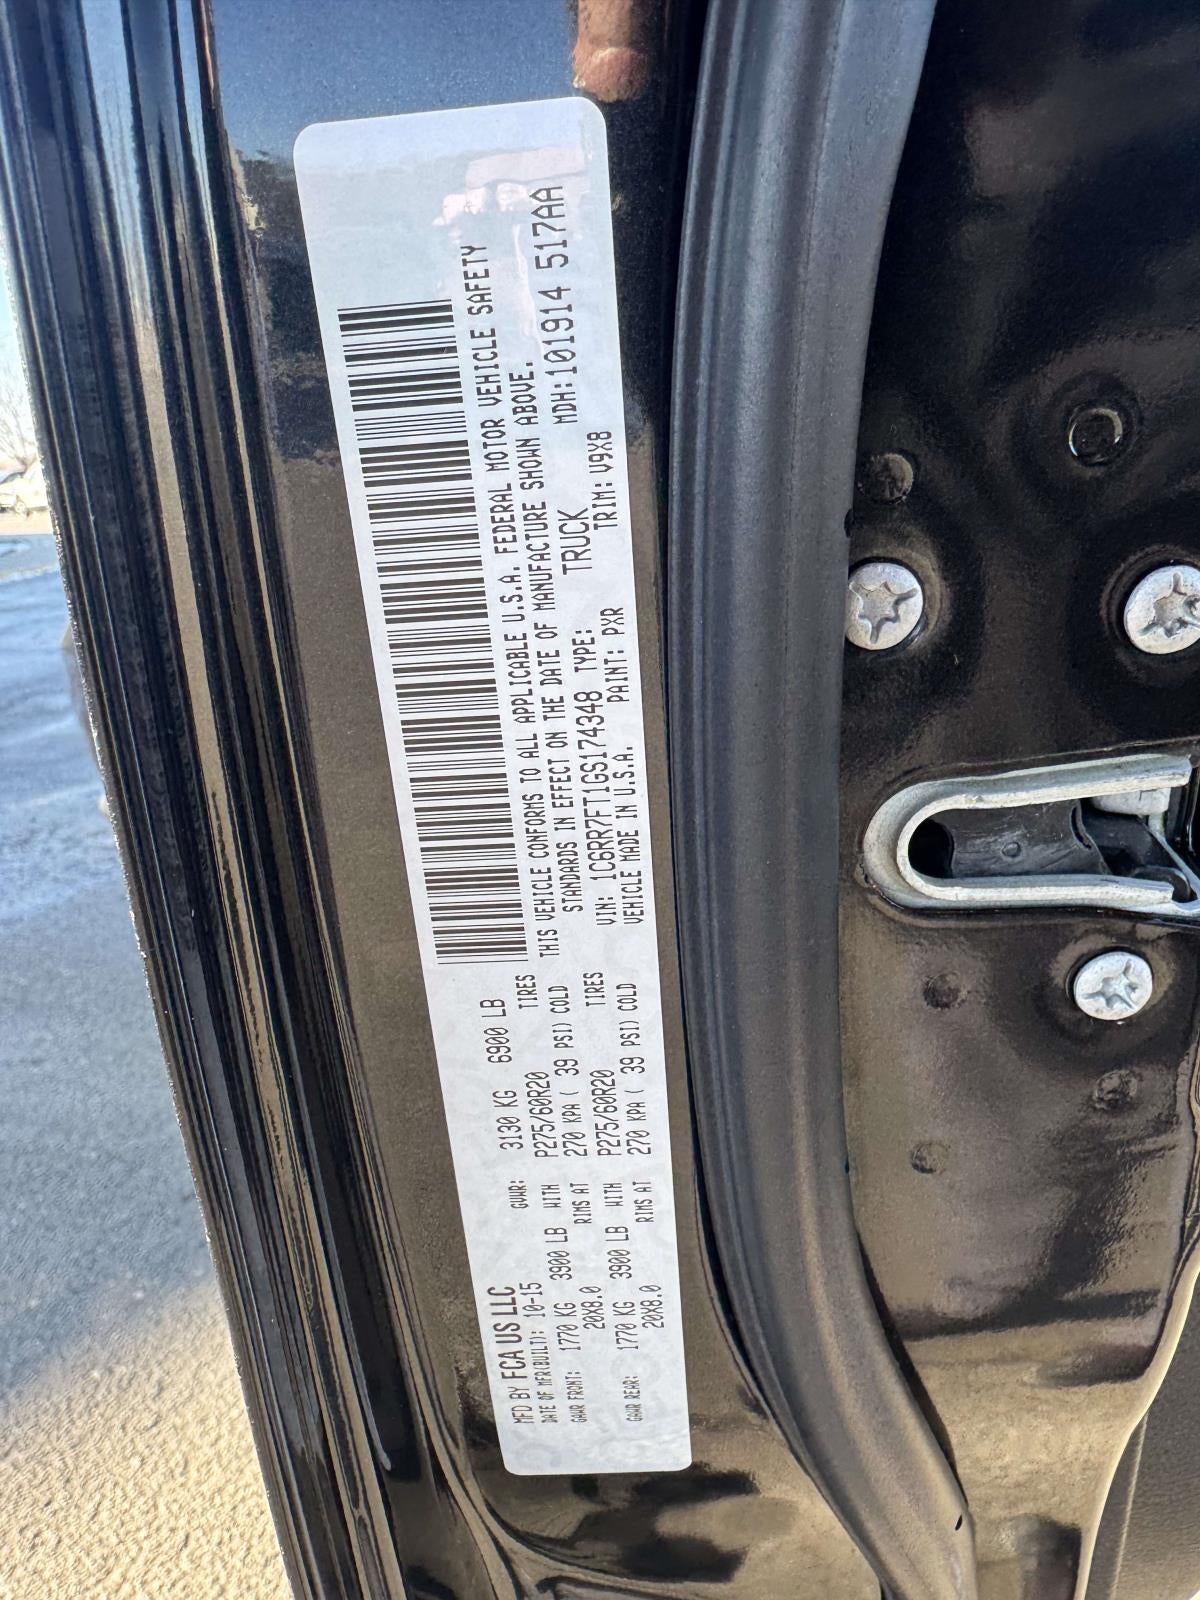 MFD BY FCA US LLC
DATE OF MFR(BUILT): 10-15 GVWR: 3130 KG 6900 LB
GAWR FRONT: 1770 KG 3900 LB WITH P275/60R20 TIRES
20X8.0 RIMS AT 270 KPA ( 39 PSI) COLD
GAWR REAR: 1770 KG 3900 LB WITH P275/60R20 TIRES
20X8.0 RIMS AT 270 KPA ( 39 PSI) COLD
THIS VEHICLE CONFORMS TO ALL APPLICABLE U.S.A. FEDERAL MOTOR VEHICLE SAFETY
STANDARDS IN EFFECT ON THE DATE OF MANUFACTURE SHOWN ABOVE.
VIN: 1C6RR7FT1GS174348 TYPE: TRUCK MDH:101914 517AA
VEHICLE MADE IN U.S.A. PAINT: PXR TRIM: V9X8